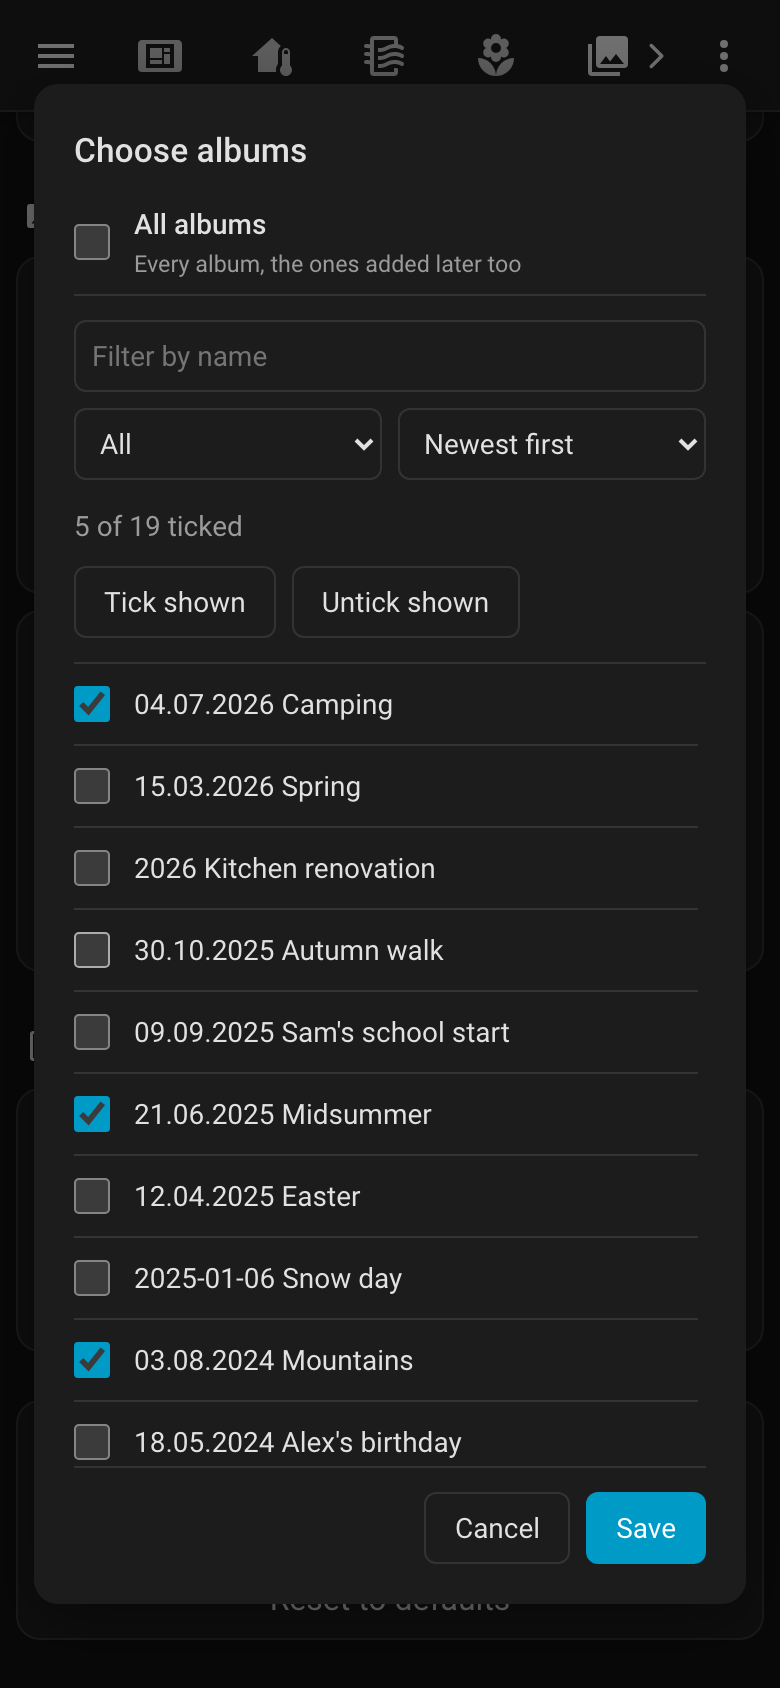 Choose albums
All albums
Every album, the ones added later too
Filter by name
All
Newest first
5 of 19 ticked
Tick shown
Untick shown
04.07.2026 Camping
15.03.2026 Spring
2026 Kitchen renovation
30.10.2025 Autumn walk
09.09.2025 Sam's school start
21.06.2025 Midsummer
12.04.2025 Easter
2025-01-06 Snow day
03.08.2024 Mountains
18.05.2024 Alex's birthday
Cancel
Save
Reset to defaults